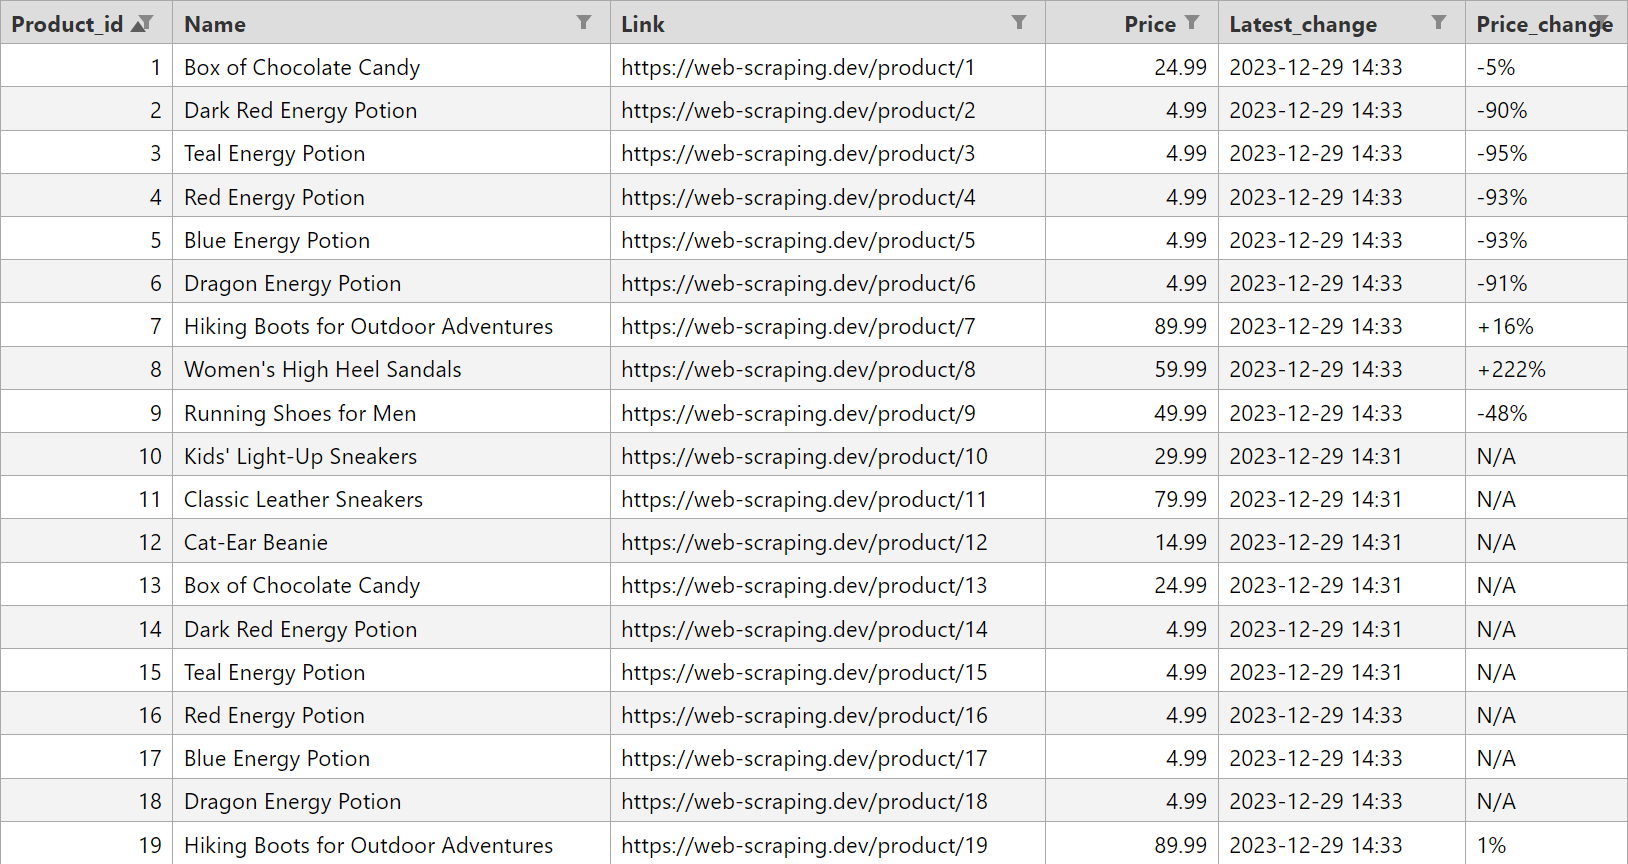 Product_id Name Link Price Latest_change Price_change
1 Box of Chocolate Candy https://web-scraping.dev/product/1 24.99 2023-12-29 14:33 -5%
2 Dark Red Energy Potion https://web-scraping.dev/product/2 4.99 2023-12-29 14:33 -90%
3 Teal Energy Potion https://web-scraping.dev/product/3 4.99 2023-12-29 14:33 -95%
4 Red Energy Potion https://web-scraping.dev/product/4 4.99 2023-12-29 14:33 -93%
5 Blue Energy Potion https://web-scraping.dev/product/5 4.99 2023-12-29 14:33 -93%
6 Dragon Energy Potion https://web-scraping.dev/product/6 4.99 2023-12-29 14:33 -91%
7 Hiking Boots for Outdoor Adventures https://web-scraping.dev/product/7 89.99 2023-12-29 14:33 +16%
8 Women's High Heel Sandals https://web-scraping.dev/product/8 59.99 2023-12-29 14:33 +222%
9 Running Shoes for Men https://web-scraping.dev/product/9 49.99 2023-12-29 14:33 -48%
10 Kids' Light-Up Sneakers https://web-scraping.dev/product/10 29.99 2023-12-29 14:31 N/A
11 Classic Leather Sneakers https://web-scraping.dev/product/11 79.99 2023-12-29 14:31 N/A
12 Cat-Ear Beanie https://web-scraping.dev/product/12 14.99 2023-12-29 14:31 N/A
13 Box of Chocolate Candy https://web-scraping.dev/product/13 24.99 2023-12-29 14:31 N/A
14 Dark Red Energy Potion https://web-scraping.dev/product/14 4.99 2023-12-29 14:31 N/A
15 Teal Energy Potion https://web-scraping.dev/product/15 4.99 2023-12-29 14:31 N/A
16 Red Energy Potion https://web-scraping.dev/product/16 4.99 2023-12-29 14:33 N/A
17 Blue Energy Potion https://web-scraping.dev/product/17 4.99 2023-12-29 14:33 N/A
18 Dragon Energy Potion https://web-scraping.dev/product/18 4.99 2023-12-29 14:33 N/A
19 Hiking Boots for Outdoor Adventures https://web-scraping.dev/product/19 89.99 2023-12-29 14:33 1%